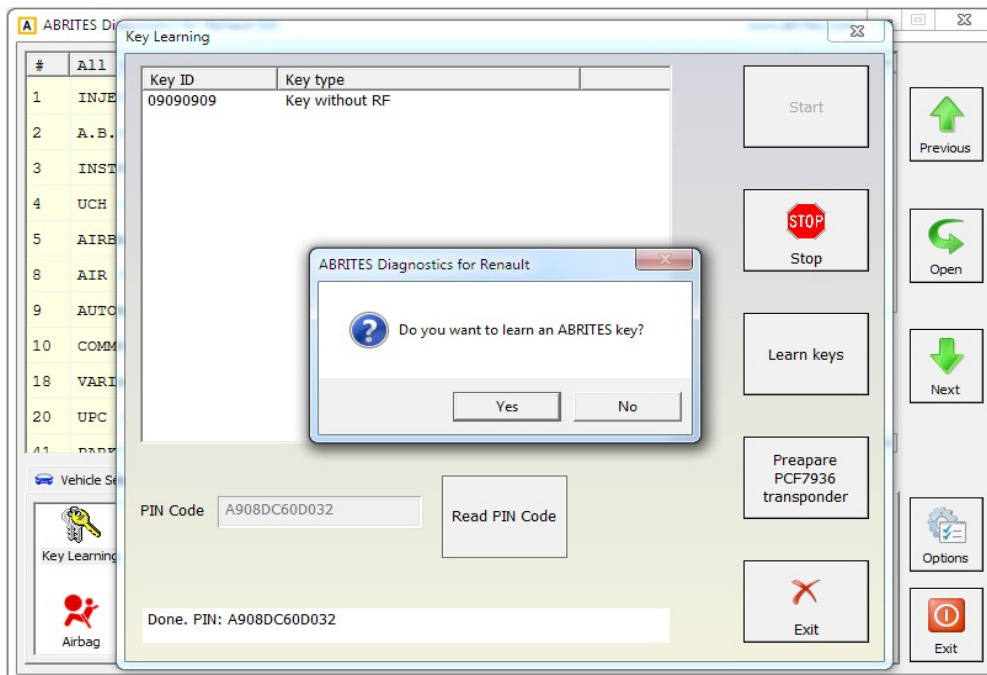 A ABRITES Di
Key Learning
# All
1 INJE
2 A.B.
3 INST
4 UCH
5 AIRB
8 AIR
9 AUTO
10 COMM
18 VARI
20 UPC
41
Key ID Key type
09090909 Key without RF
Start
STOP
Stop
Learn keys
Preapare
PCF7936
transponder
Exit
ABRITES Diagnostics for Renault
Do you want to learn an ABRITES key?
Yes No
PIN Code A908DC60D032 Read PIN Code
Done. PIN: A908DC60D032
Vehicle Se
Key Learning
Airbag
Previous
Open
Next
Options
Exit